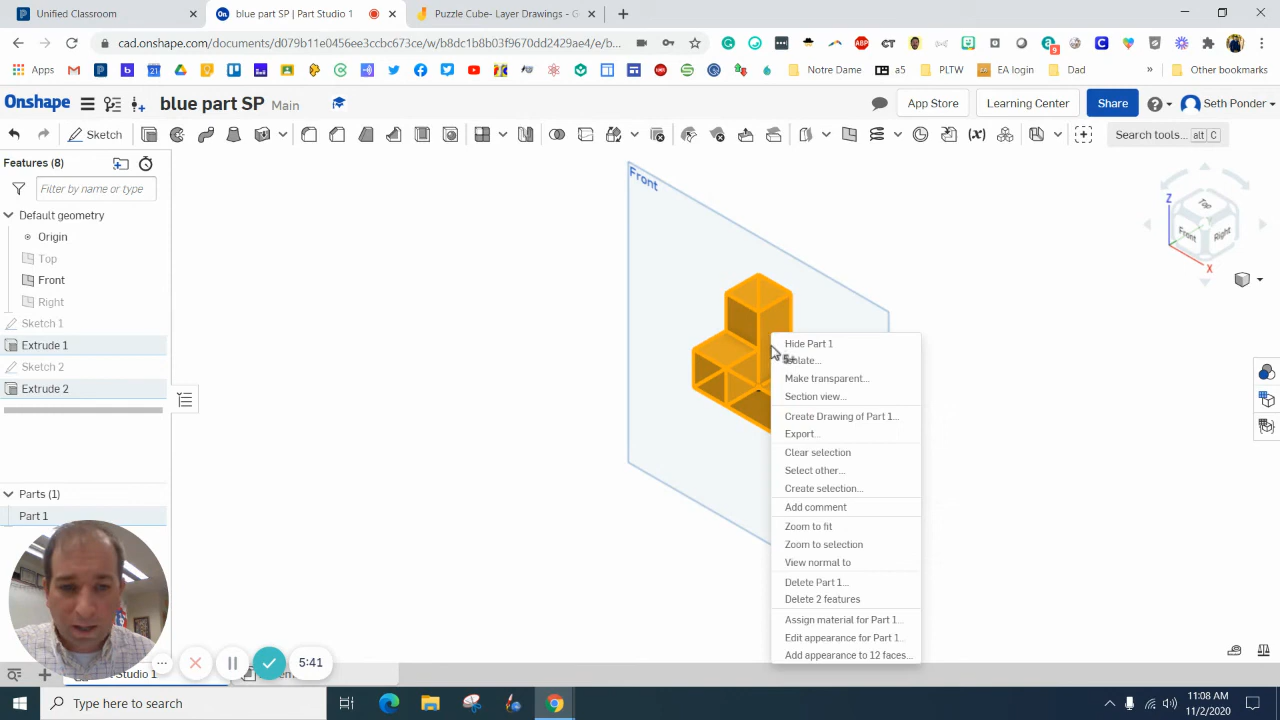 Unified Classroom
blue part SP | Part Studio 1
Puzzle Cube- Layer Drawings - G
cad.onshape.com/document/d079b11e045163e3ccbc673ce/w/
Apps
Notre Dame
a5
PLTW
EA login
Dad
Other bookmarks
Onshape
blue part SP
Main
App Store
Learning Center
Share
Seth Ponder
Sketch
Search tools...
alt
C
Features (8)
Filter by name or type
Default geometry
Origin
Top
Front
Right
Sketch 1
Extrude 1
Sketch 2
Extrude 2
Parts (1)
Part 1
Front
Z
Front
Right
X
Hide Part 1
Isolate...
Make transparent...
Section view...
Create Drawing of Part 1...
Export...
Clear selection
Select other...
Create selection...
Add comment
Zoom to fit
Zoom to selection
View normal to
Delete Part 1...
Delete 2 features
Assign material for Part 1...
Edit appearance for Part 1...
Add appearance to 12 faces...
5:41
Type here to search
11:08 AM
11/2/2020